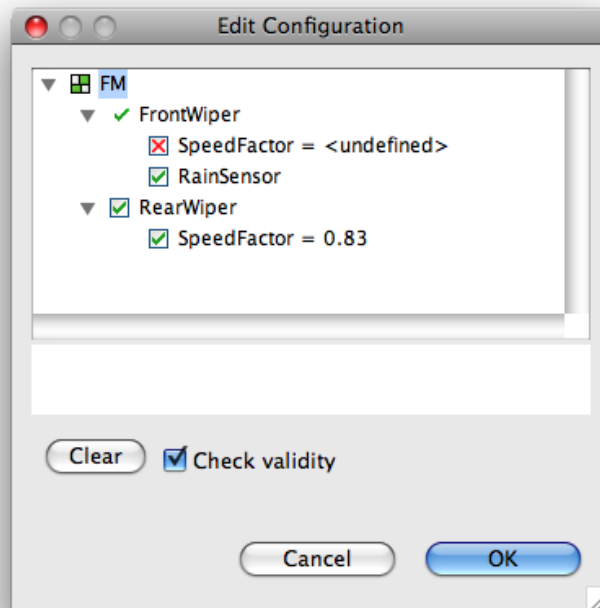 Edit Configuration
FM
FrontWiper
SpeedFactor = <undefined>
RainSensor
RearWiper
SpeedFactor = 0.83
Clear
Check validity
Cancel
OK